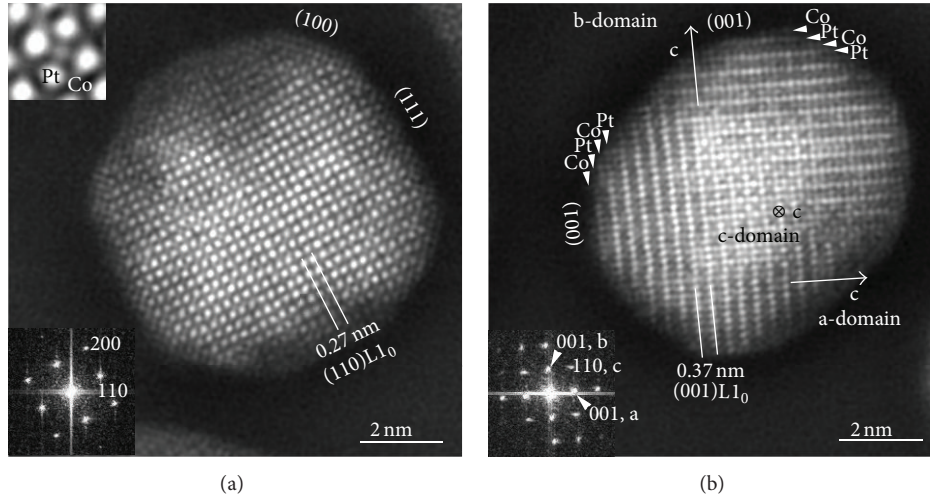 (100)
(111)
Pt
Co
0.27 nm
(110)L1₀
200
110
2 nm
(a)
b-domain
(001)
c
Co
Pt
Co
Pt
Pt
Co
Pt
Co
(001)
⊗ c
c-domain
c
a-domain
0.37 nm
(001)L1₀
001, b
110, c
001, a
2 nm
(b)